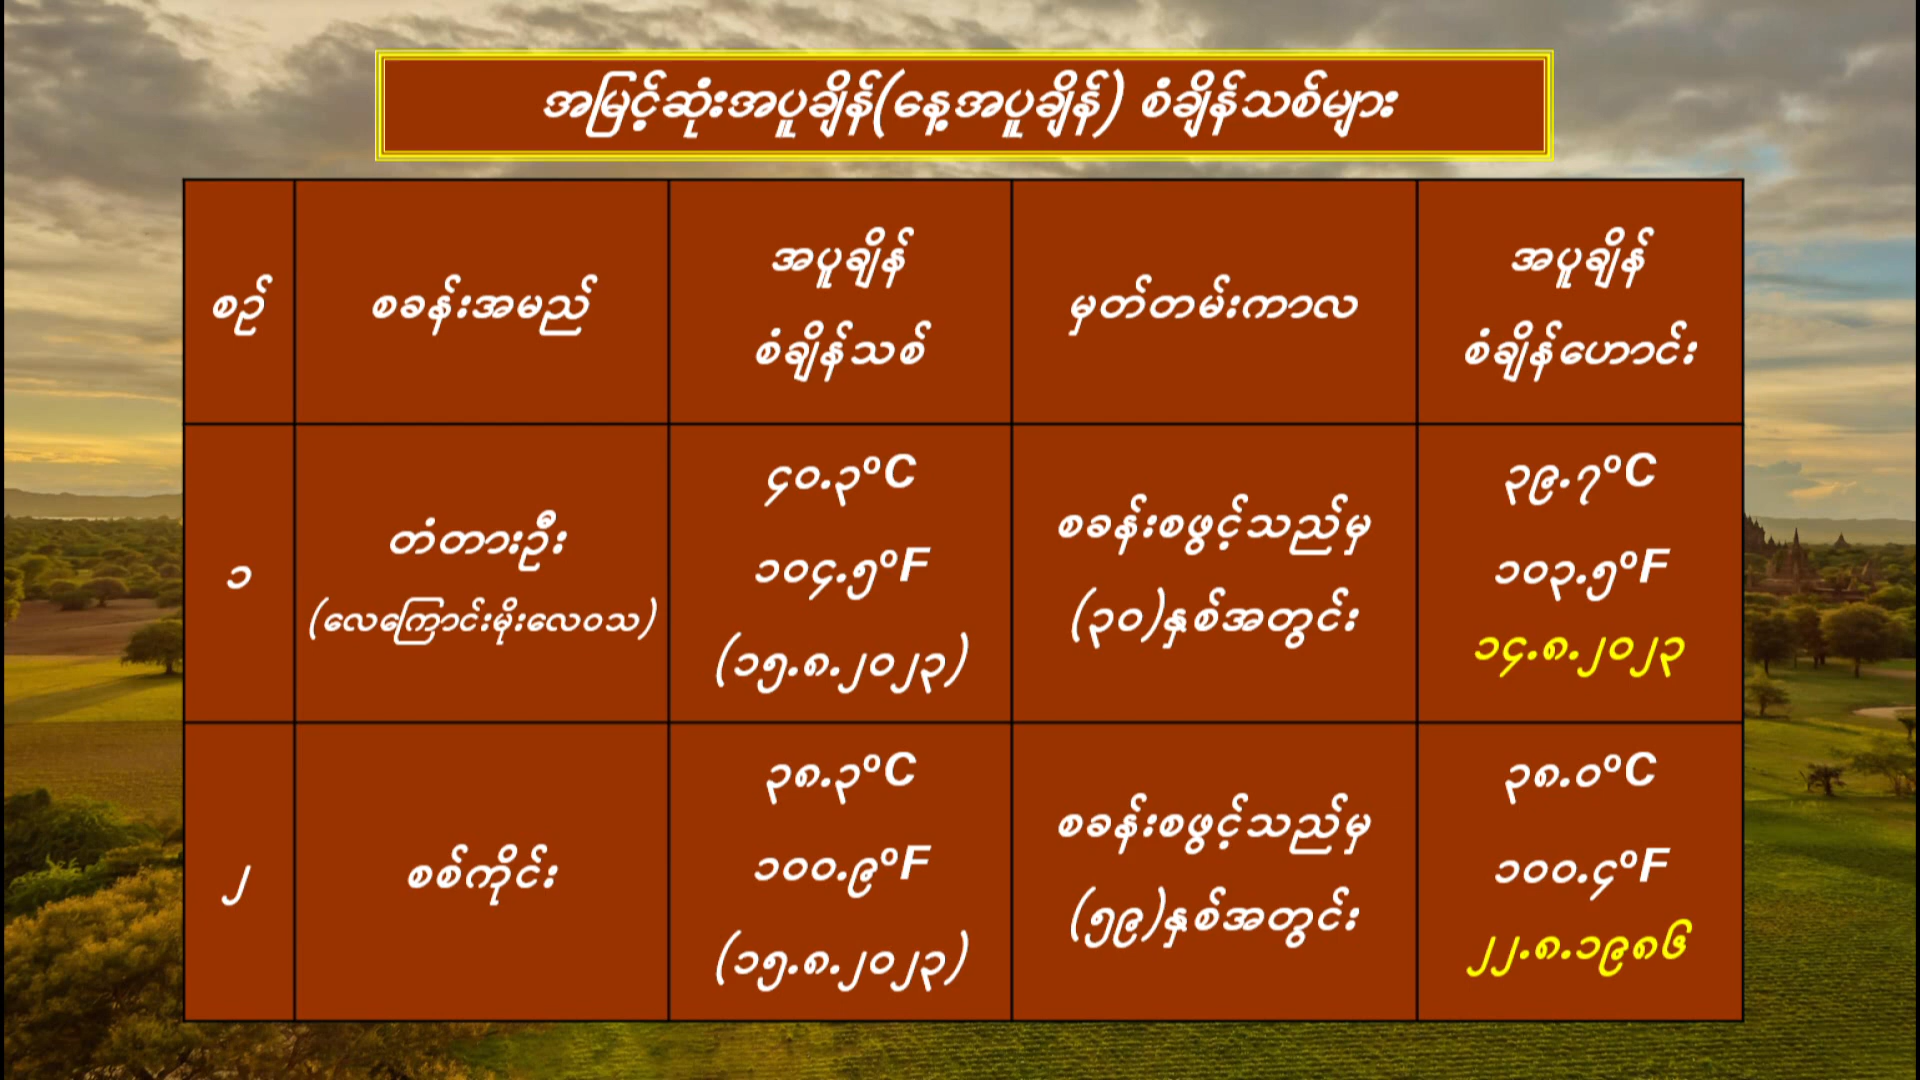 အမြင့်ဆုံးအပူချိန်(နေ့အပူချိန်) စံချိန်သစ်များ
စဉ်
စခန်းအမည်
အပူချိန်
စံချိန်သစ်
မှတ်တမ်းကာလ
အပူချိန်
စံချိန်ဟောင်း
၁
တံတားဦး
(လေကြောင်းမိုးလေဝသ)
၄၀.၃°C
၁၀၄.၅°F
(၁၅.၈.၂၀၂၃)
စခန်းစဖွင့်သည်မှ
(၃၀)နှစ်အတွင်း
၃၉.၇°C
၁၀၃.၅°F
၁၄.၈.၂၀၂၃
၂
စစ်ကိုင်း
၃၈.၃°C
၁၀၀.၉°F
(၁၅.၈.၂၀၂၃)
စခန်းစဖွင့်သည်မှ
(၅၉)နှစ်အတွင်း
၃၈.၀°C
၁၀၀.၄°F
၂၂.၈.၁၉၈၆